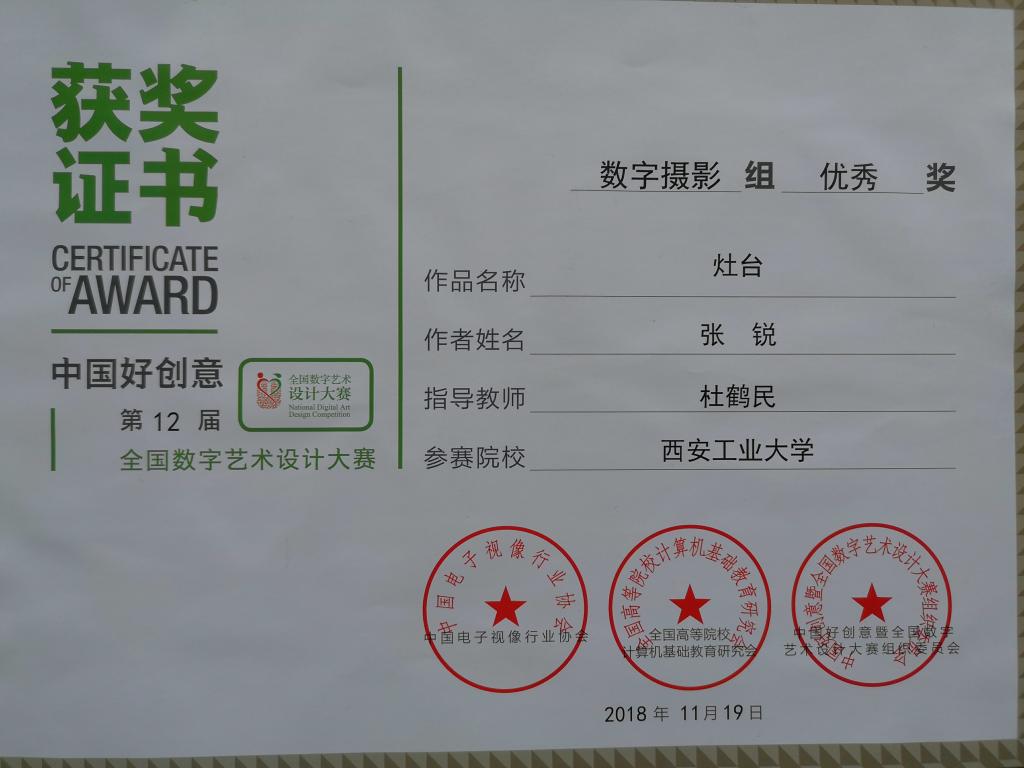 获奖
证书
CERTIFICATE
OF AWARD
中国好创意
第 12 届
全国数字艺术设计大赛
全国数字艺术
设计大赛
National Digital Art
Design Competition
数字摄影 组 优秀 奖
作品名称 灶台
作者姓名 张 锐
指导教师 杜鹤民
参赛院校 西安工业大学
中国电子视像行业协会
中国电子视像行业协会
全国高等院校计算机基础教育研究会
全国高等院校
计算机基础教育研究会
中国好创意暨全国数字艺术设计大赛组织委员会
中国好创意暨全国数字
艺术设计大赛组织委员会
2018 年 11 月 19 日